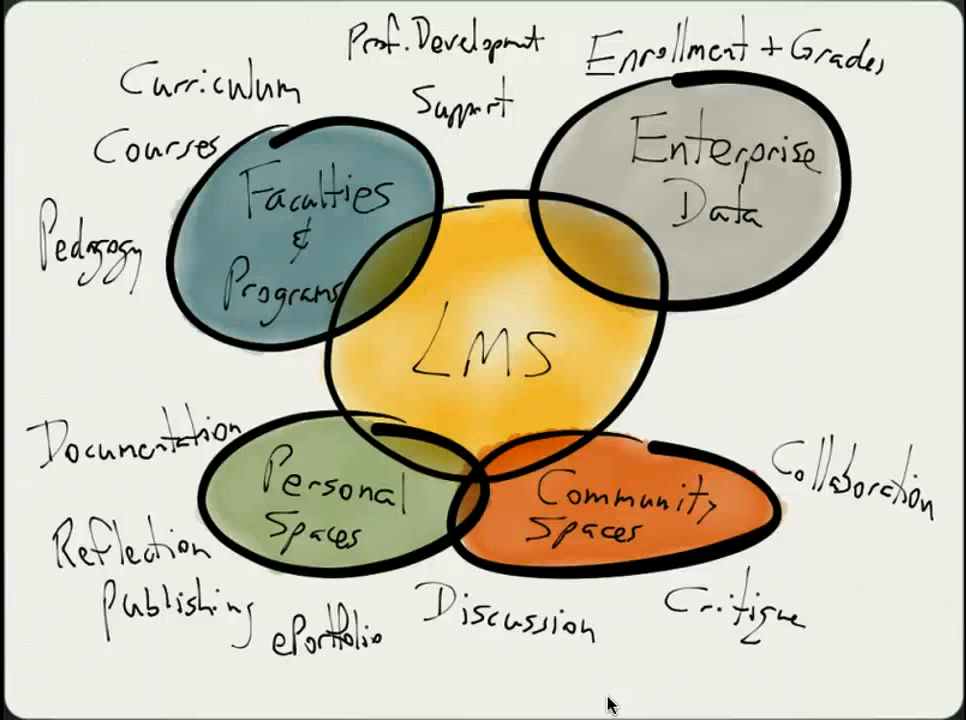 Prof. Development
Support
Enrollment + Grades
Curriculum
Courses
Pedagogy
Faculties
&
Programs
Enterprise
Data
LMS
Documentation
Reflection
Publishing
ePortfolio
Personal
Spaces
Community
Spaces
Collaboration
Discussion
Critique